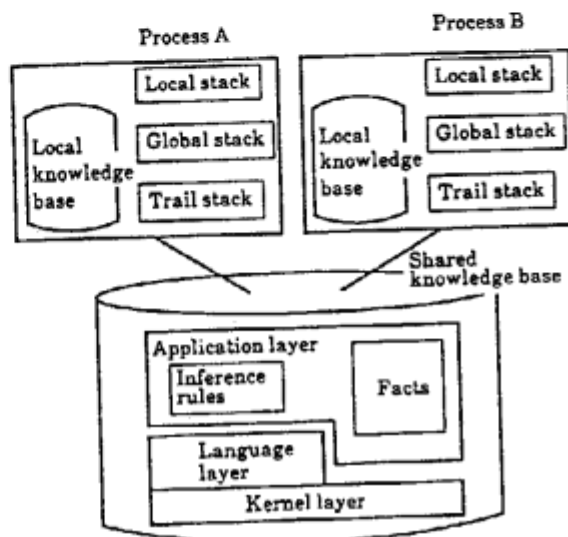 Process A
Process B
Local stack
Local
knowledge
base
Global stack
Trail stack
Local stack
Local
knowledge
base
Global stack
Trail stack
Shared
knowledge base
Application layer
Inference
rules
Facts
Language
layer
Kernel layer